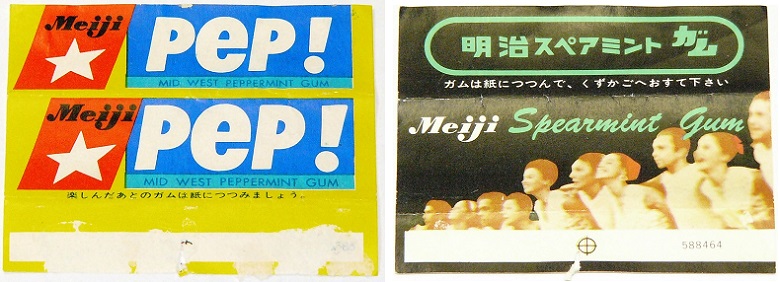 Meiji
PEP!
MID WEST PEPPERMINT GUM
Meiji
PEP!
MID WEST PEPPERMINT GUM
楽しんだあとのガムは紙につつみましょう。
明治スペアミント ガム
ガムは紙につつんで、くずかごへおすて下さい
Meiji Spearmint Gum
588464